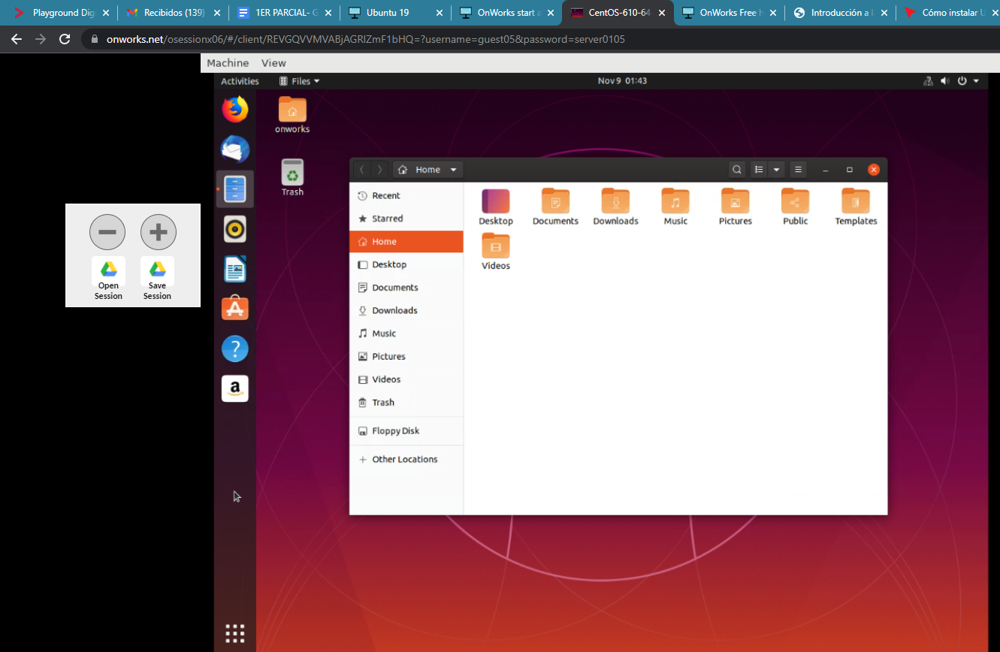 Playground Dig
Recibidos (139)
1ER PARCIAL- G
Ubuntu 19
OnWorks start a
CentOS-610-64
OnWorks Free h
Introducción a l
Cómo instalar U
onworks.net/osessionx06/#/client/REVGQVVMVABjAGRlZmF1bHQ=?username=guest05&password=server0105
Machine View
Activities Files Nov 9 01:43
onworks
Trash
Open Session
Save Session
Home
Recent
Starred
Home
Desktop
Documents
Downloads
Music
Pictures
Videos
Trash
Floppy Disk
+ Other Locations
Desktop Documents Downloads Music Pictures Public Templates
Videos